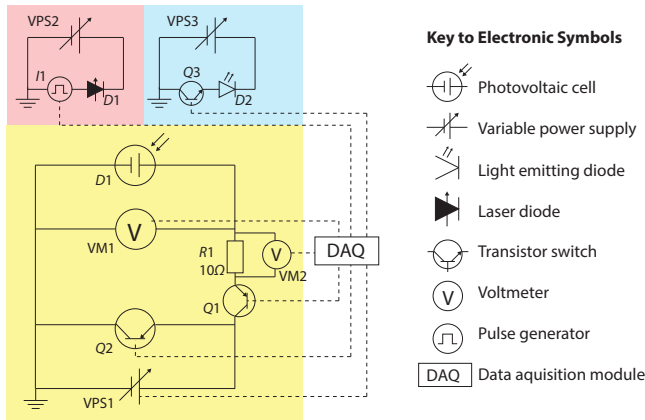 VPS2
VPS3
I1
D1
Q3
D2
D1
V
VM1
R1
10Ω
V
VM2
DAQ
Q1
Q2
VPS1
Key to Electronic Symbols
Photovoltaic cell
Variable power supply
Light emitting diode
Laser diode
Transistor switch
V Voltmeter
Pulse generator
DAQ Data aquisition module